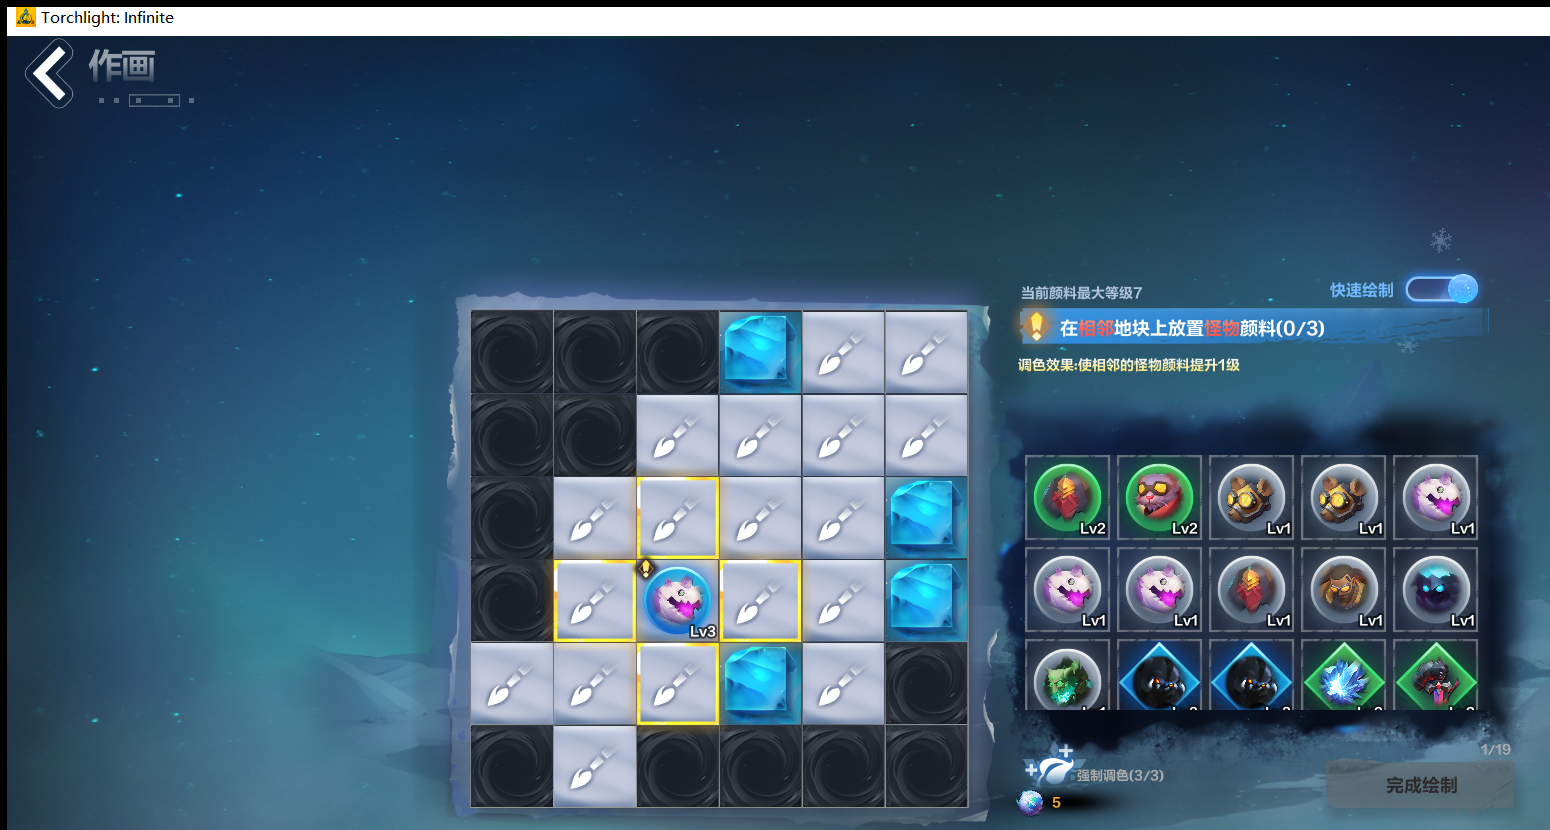 Torchlight: Infinite
作画
当前颜料最大等级7
快速绘制
在相邻地块上放置怪物颜料(0/3)
调色效果:使相邻的怪物颜料提升1级
Lv2
Lv2
Lv1
Lv1
Lv1
Lv3
Lv1
Lv1
Lv1
Lv1
Lv1
1/19
强制调色(3/3)
完成绘制
5